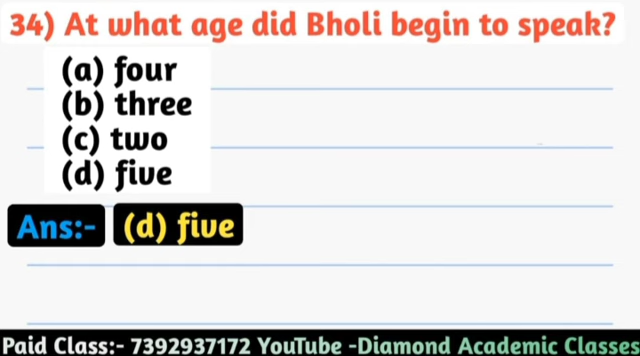 34) At what age did Bholi begin to speak?
(a) four
(b) three
(c) two
(d) five
Ans:- (d) five
Paid Class:- 7392937172 YouTube -Diamond Academic Classes